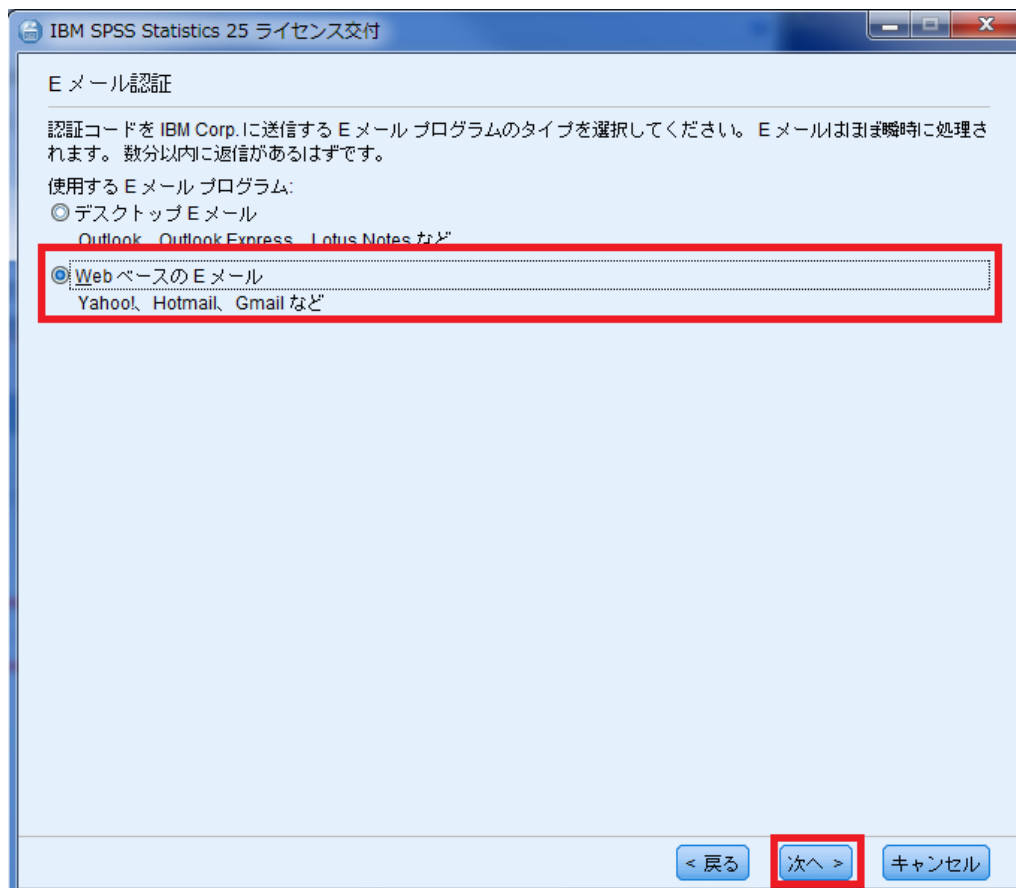 IBM SPSS Statistics 25 ライセンス交付
E メール認証
認証コードを IBM Corp. に送信する E メール プログラムのタイプを選択してください。 E メールはほぼ瞬時に処理さ
れます。 数分以内に返信があるはずです。
使用する E メール プログラム:
デスクトップ E メール
Outlook、Outlook Express、Lotus Notes など
Web ベースの E メール
Yahoo!、Hotmail、Gmail など
< 戻る 次へ > キャンセル